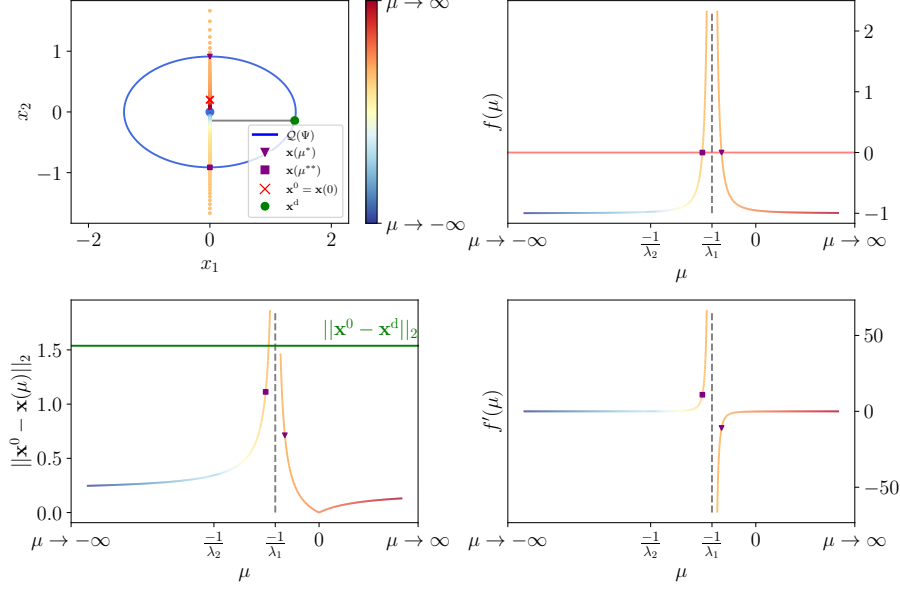 μ → ∞
μ → −∞
1
0
−1
x₂
−2
0
2
x₁
𝒬(Ψ)
𝐱(μ*)
𝐱(μ**)
𝐱⁰ = 𝐱(0)
𝐱ᵈ
2
1
0
−1
f(μ)
μ → −∞
−1/λ₂
−1/λ₁
0
μ → ∞
μ
||𝐱⁰ − 𝐱ᵈ||₂
1.5
1.0
0.5
0.0
||𝐱⁰ − 𝐱(μ)||₂
μ → −∞
−1/λ₂
−1/λ₁
0
μ → ∞
μ
50
0
−50
f′(μ)
μ → −∞
−1/λ₂
−1/λ₁
0
μ → ∞
μ